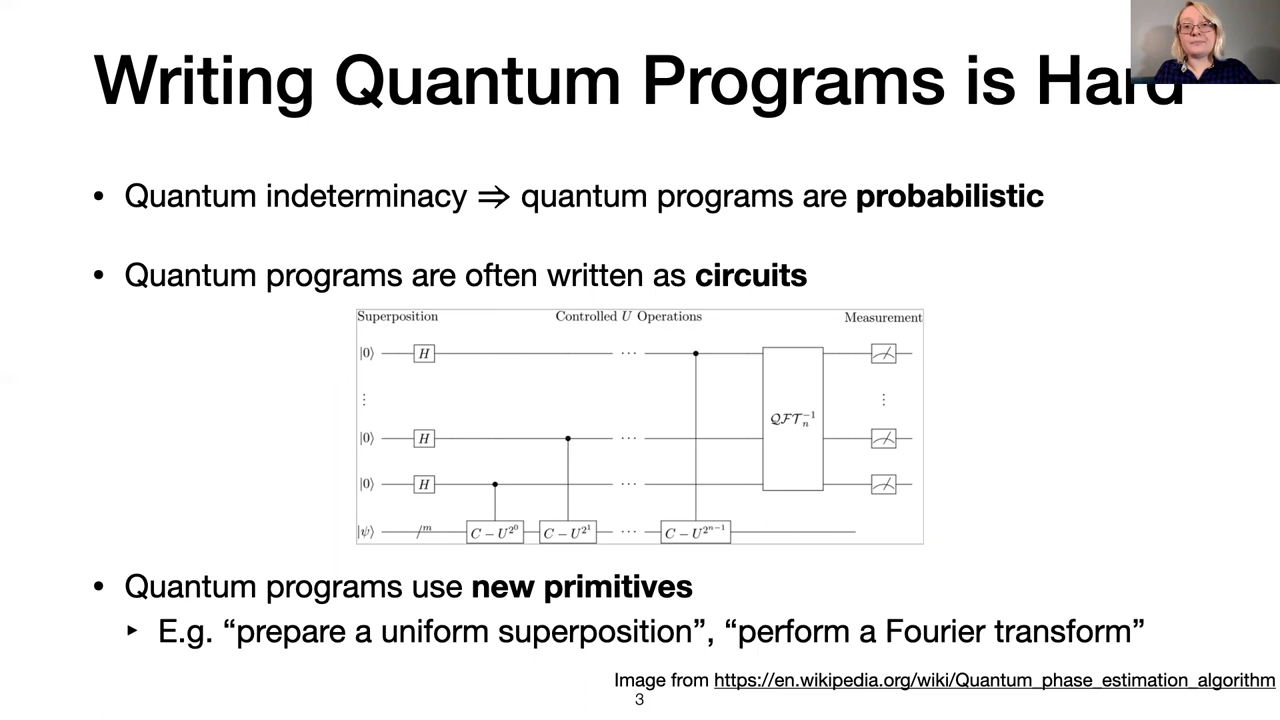 Writing Quantum Programs is Hard
• Quantum indeterminacy ⇒ quantum programs are probabilistic
• Quantum programs are often written as circuits
Superposition Controlled U Operations Measurement
|0⟩ H ···
⋮ ⋮
QFTₙ⁻¹
|0⟩ H ···
|0⟩ H ···
|ψ⟩ /ᵐ C − U^{2^0} C − U^{2^1} ··· C − U^{2^{n−1}}
• Quantum programs use new primitives
‣ E.g. “prepare a uniform superposition”, “perform a Fourier transform”
Image from https://en.wikipedia.org/wiki/Quantum_phase_estimation_algorithm
3